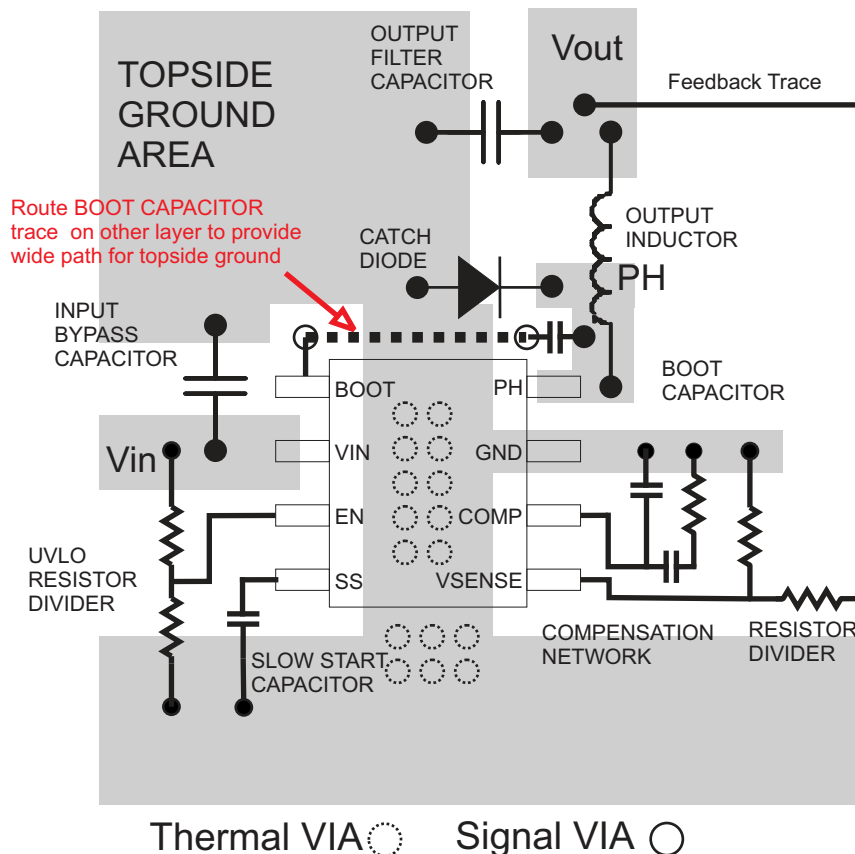 OUTPUT
FILTER
CAPACITOR
Vout
Feedback Trace
TOPSIDE
GROUND
AREA
Route BOOT CAPACITOR
trace on other layer to provide
wide path for topside ground
CATCH
DIODE
OUTPUT
INDUCTOR
PH
INPUT
BYPASS
CAPACITOR
BOOT
CAPACITOR
BOOT
PH
Vin
VIN
GND
EN
COMP
UVLO
RESISTOR
DIVIDER
SS
VSENSE
SLOW START
CAPACITOR
COMPENSATION
NETWORK
RESISTOR
DIVIDER
Thermal VIA
Signal VIA